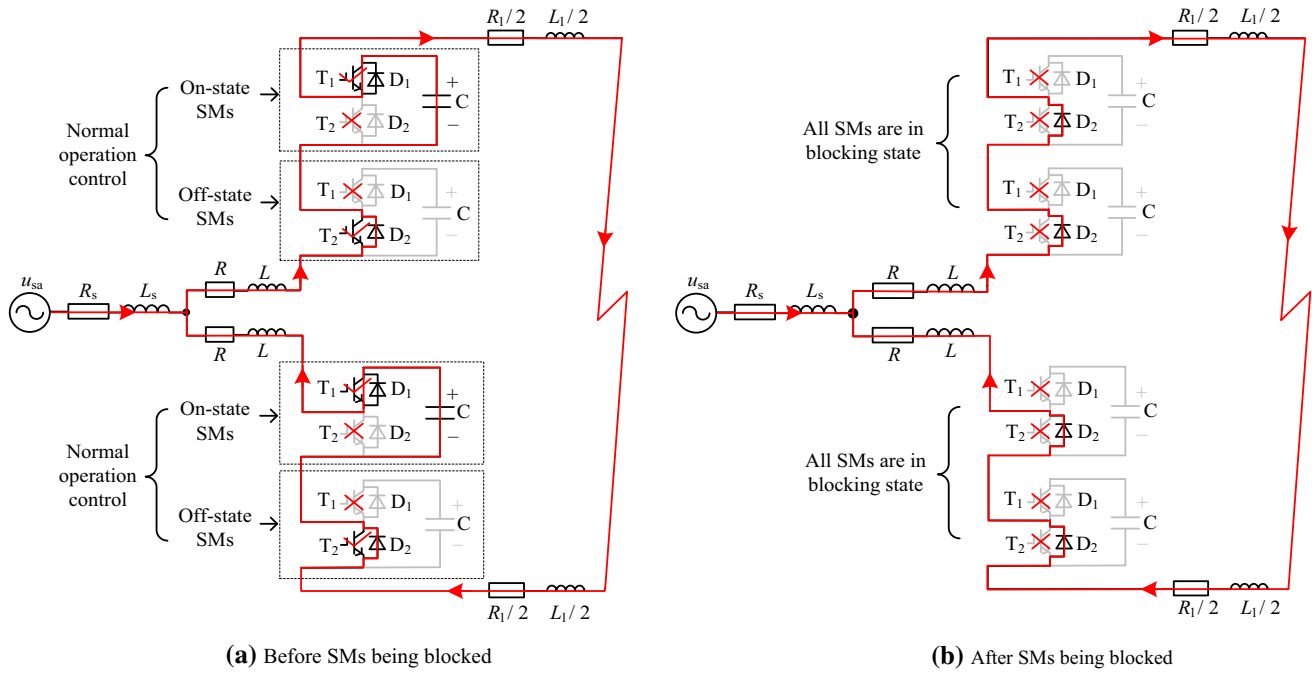 R₁/2 L₁/2
On-state
SMs
T₁ D₁
+
C
−
T₂ D₂
Normal
operation
control
Off-state
SMs
T₁ D₁
+
C
−
T₂ D₂
uₛₐ
Rₛ Lₛ
R L
R L
On-state
SMs
T₁ D₁
+
C
−
T₂ D₂
Normal
operation
control
Off-state
SMs
T₁ D₁
+
C
−
T₂ D₂
R₁/2 L₁/2
(a) Before SMs being blocked
R₁/2 L₁/2
T₁ D₁
+
C
−
T₂ D₂
All SMs are in
blocking state
T₁ D₁
+
C
−
T₂ D₂
uₛₐ
Rₛ Lₛ
R L
R L
T₁ D₁
+
C
−
T₂ D₂
All SMs are in
blocking state
T₁ D₁
+
C
−
T₂ D₂
R₁/2 L₁/2
(b) After SMs being blocked